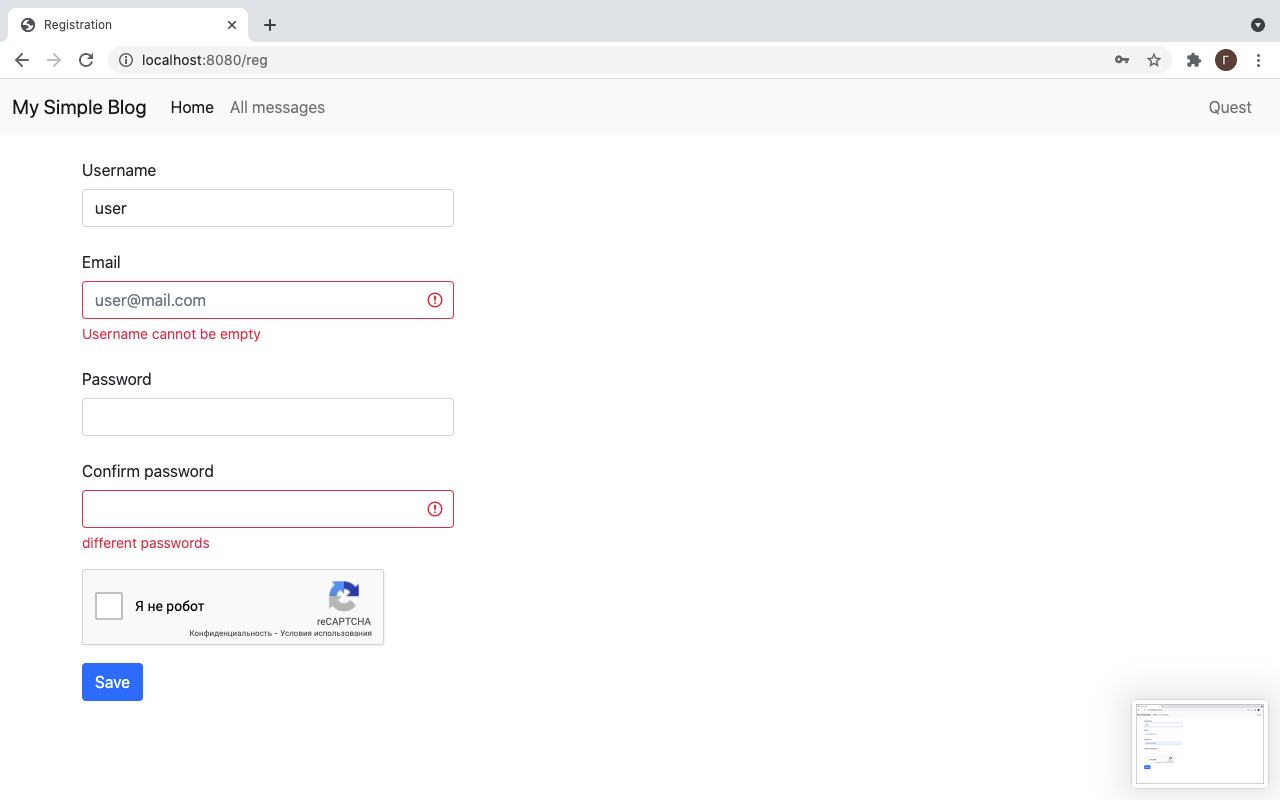 Registration
localhost:8080/reg
Г
My Simple Blog Home All messages Quest
Username
user
Email
user@mail.com
Username cannot be empty
Password
Confirm password
different passwords
Я не робот
reCAPTCHA
Конфиденциальность - Условия использования
Save